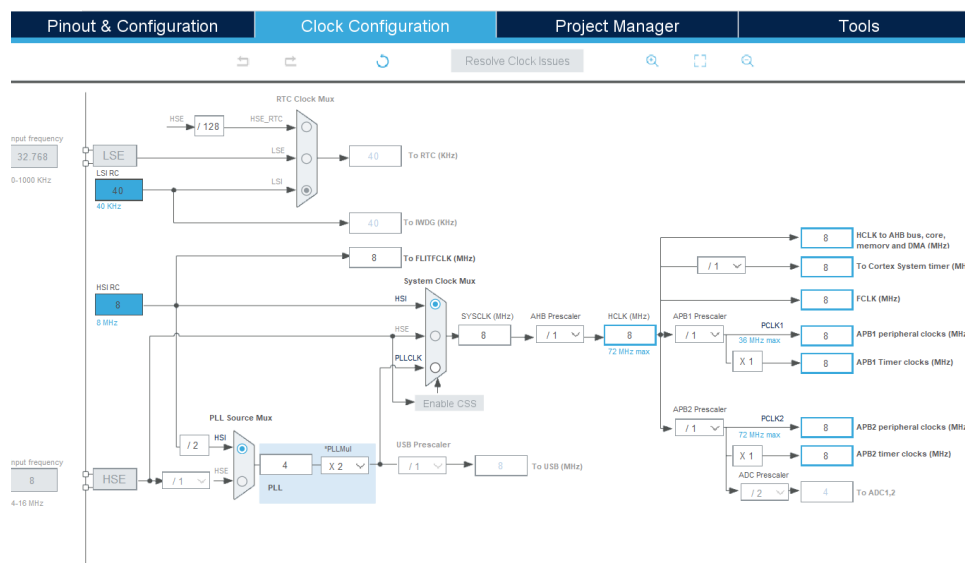 Pinout & Configuration
Clock Configuration
Project Manager
Tools
Resolve Clock Issues
RTC Clock Mux
HSE
/ 128
HSE_RTC
nput frequency
32.768
0-1000 KHz
LSE
LSE
40
To RTC (KHz)
LSI RC
40
40 KHz
LSI
40
To IWDG (KHz)
8
To FLITFCLK (MHz)
System Clock Mux
HSI RC
8
8 MHz
HSI
HSE
PLLCLK
Enable CSS
SYSCLK (MHz)
8
AHB Prescaler
/ 1
HCLK (MHz)
8
72 MHz max
8
HCLK to AHB bus, core,
memory and DMA (MHz)
/ 1
8
To Cortex System timer (MH
8
FCLK (MHz)
APB1 Prescaler
/ 1
PCLK1
36 MHz max
8
APB1 peripheral clocks (MHz
X 1
8
APB1 Timer clocks (MHz)
APB2 Prescaler
/ 1
PCLK2
72 MHz max
8
APB2 peripheral clocks (MHz
X 1
8
APB2 timer clocks (MHz)
ADC Prescaler
/ 2
4
To ADC1,2
PLL Source Mux
/ 2
HSI
HSE
nput frequency
8
4-16 MHz
HSE
/ 1
4
*PLLMul
X 2
PLL
USB Prescaler
/ 1
8
To USB (MHz)